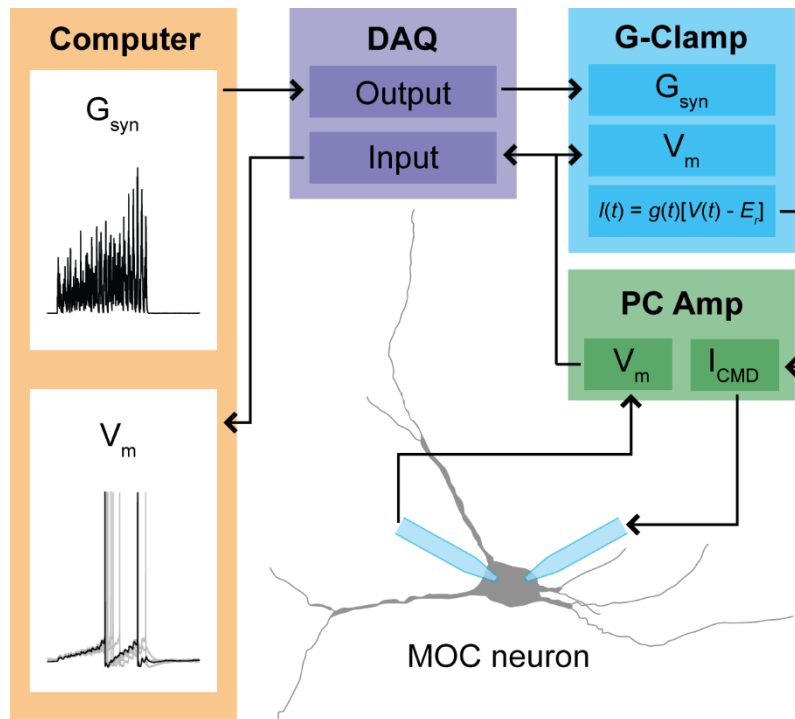 Computer
G_syn
V_m
DAQ
Output
Input
G-Clamp
G_syn
V_m
I(t) = g(t)[V(t) - E_r]
PC Amp
V_m
I_CMD
MOC neuron